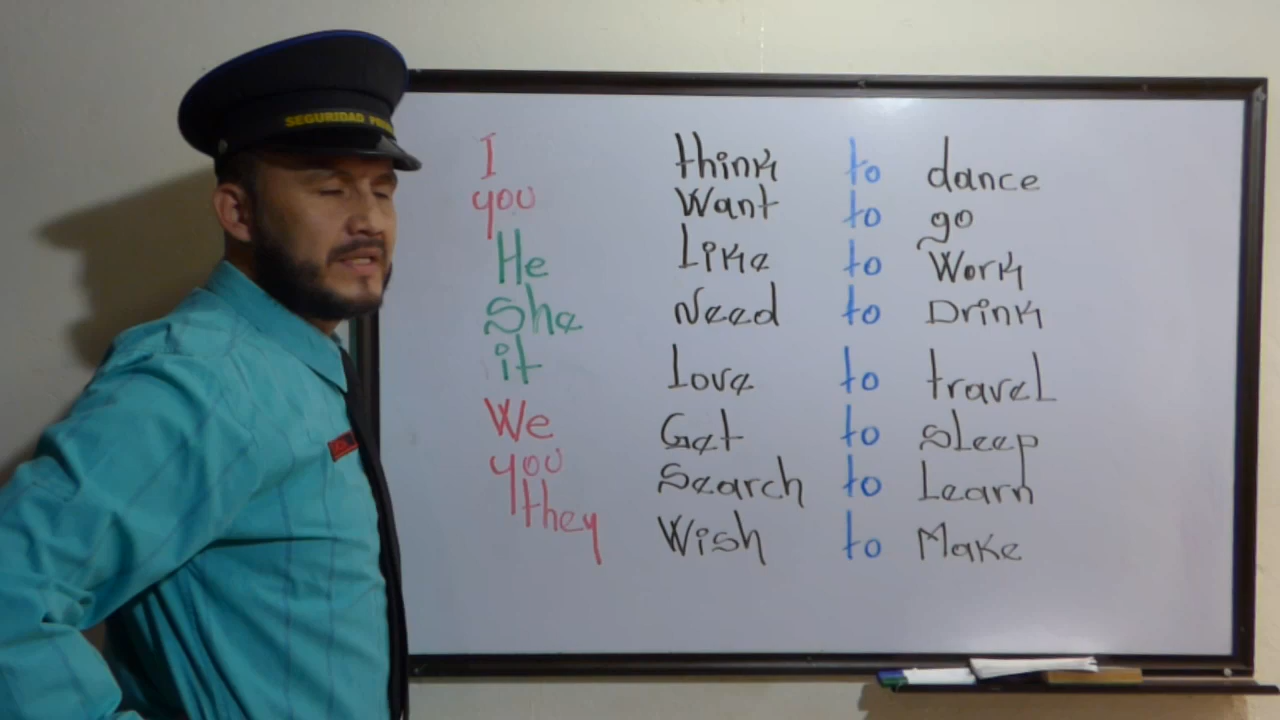 SEGURIDAD
I think to dance
you Want to go
He Like to Work
She Need to Drink
it Love to travel
We Get to Sleep
you Search to Learn
they Wish to Make